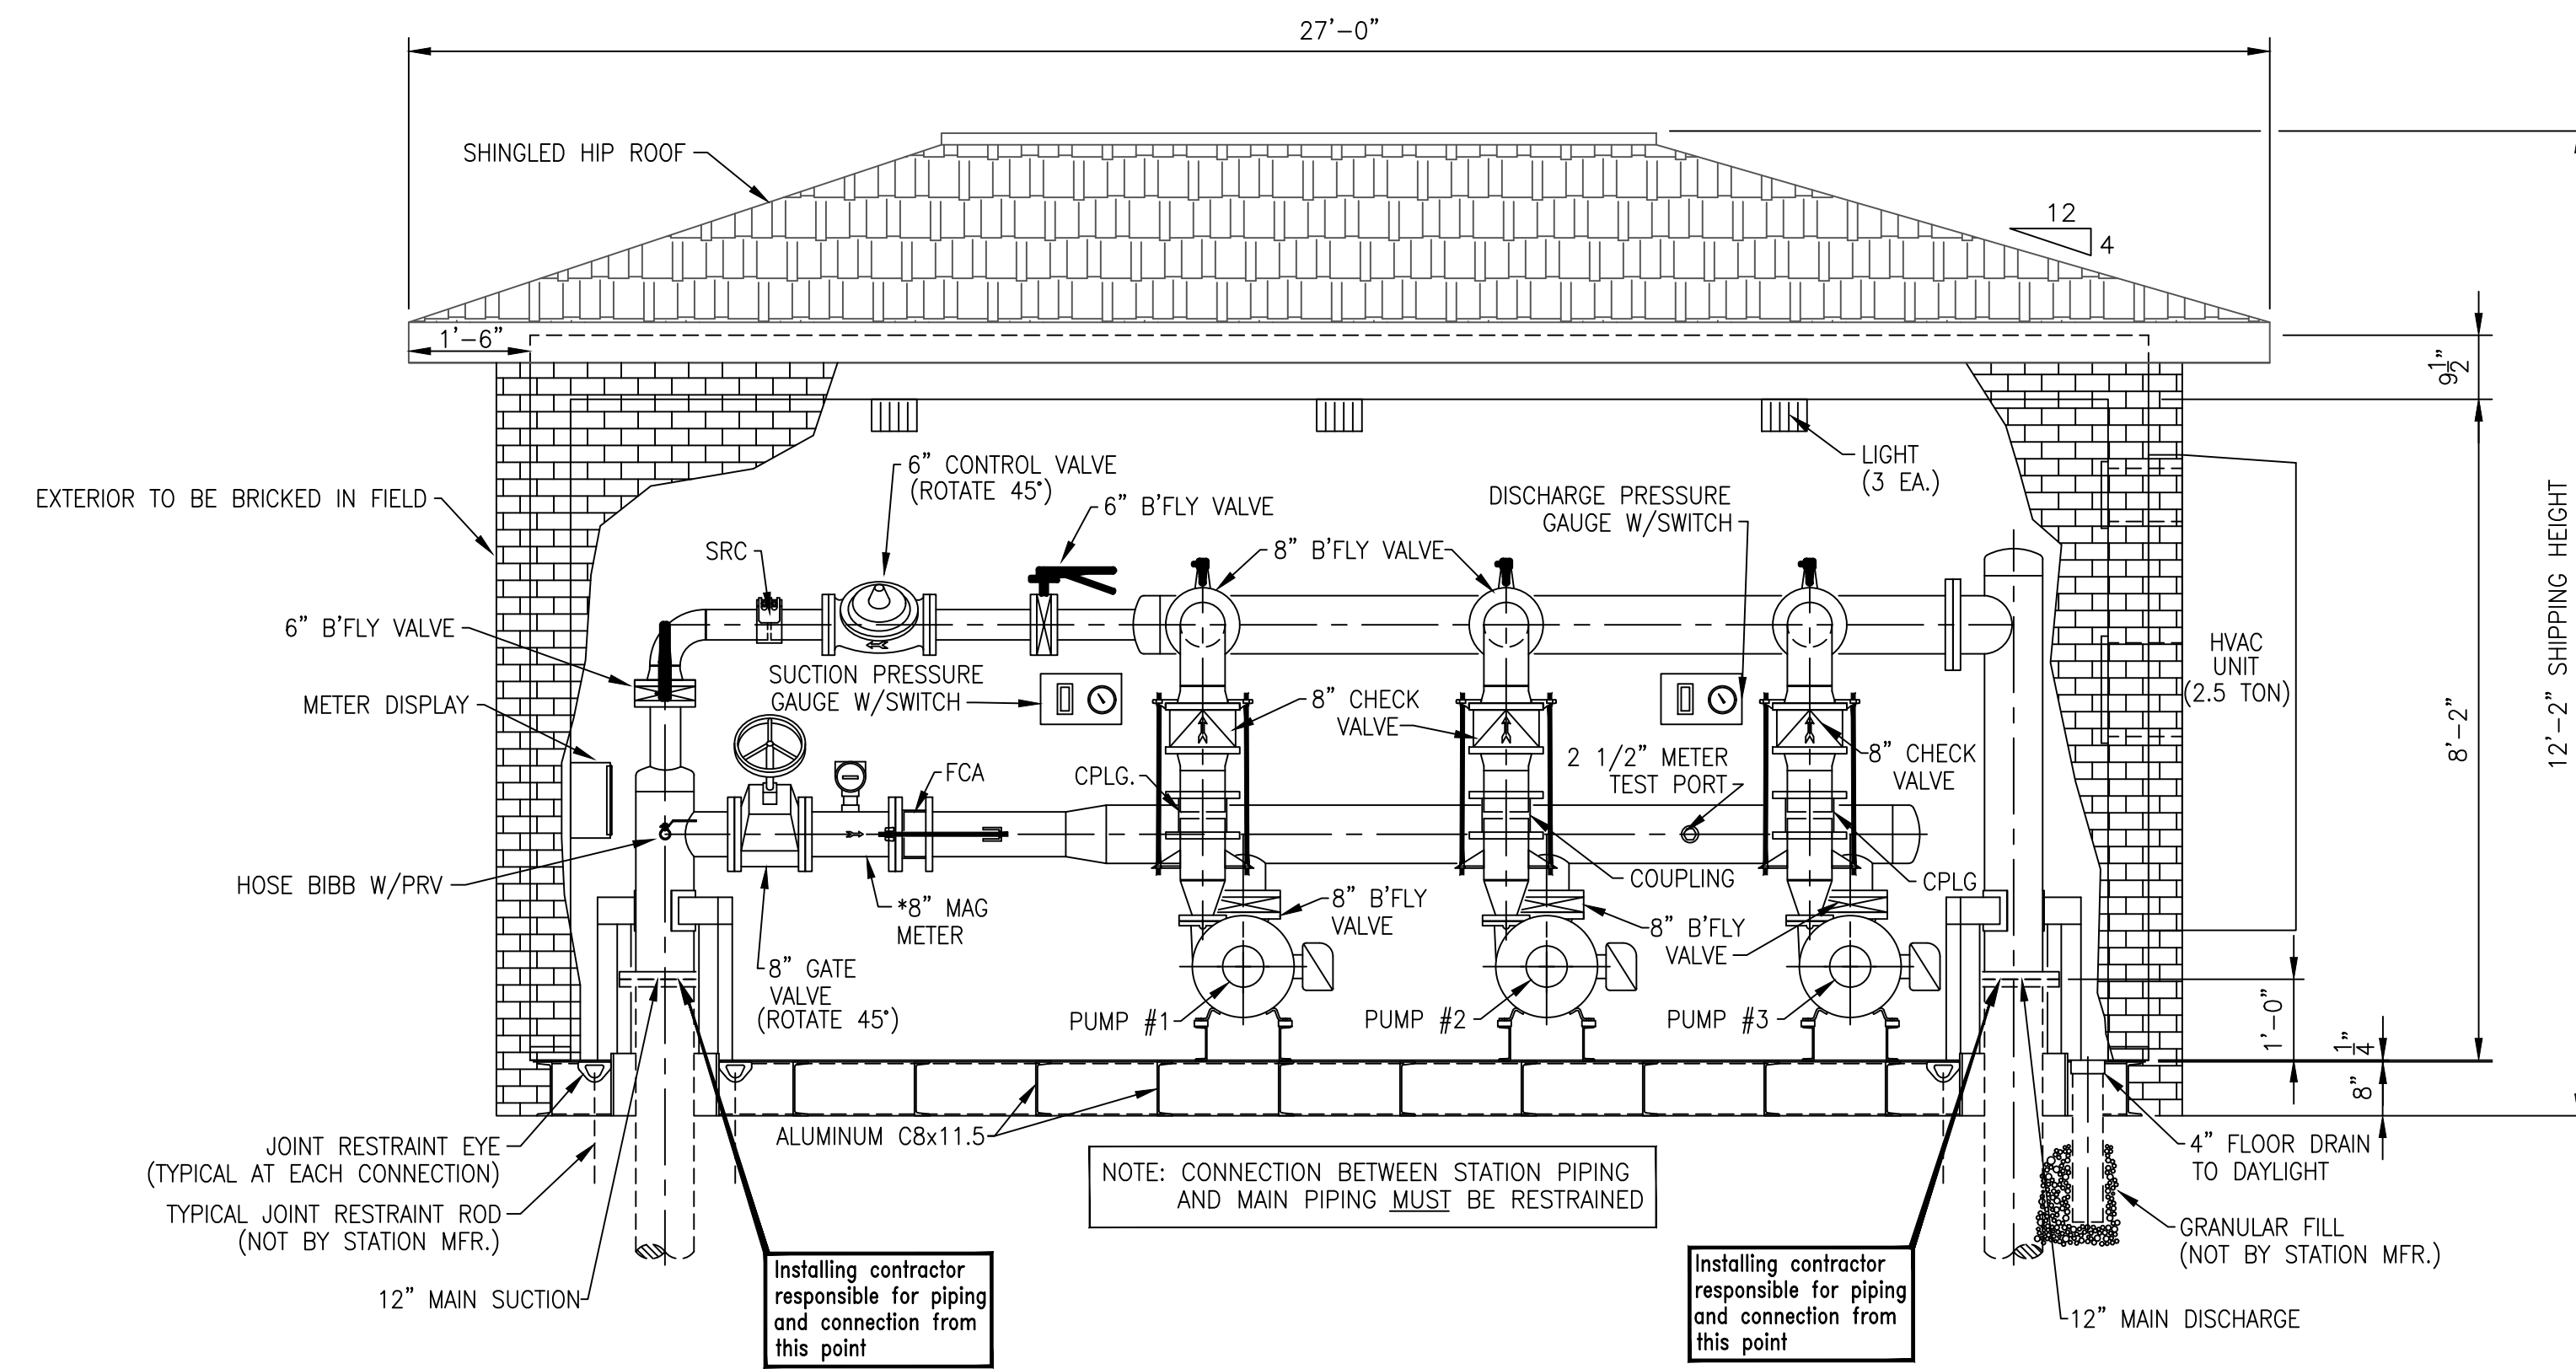 27'-0"
SHINGLED HIP ROOF
12
4
1'-6"
9 1/2"
LIGHT
(3 EA.)
6" CONTROL VALVE
(ROTATE 45°)
DISCHARGE PRESSURE
GAUGE W/SWITCH
EXTERIOR TO BE BRICKED IN FIELD
6" B'FLY VALVE
SRC
8" B'FLY VALVE
12'-2" SHIPPING HEIGHT
6" B'FLY VALVE
HVAC
UNIT
(2.5 TON)
SUCTION PRESSURE
GAUGE W/SWITCH
METER DISPLAY
8" CHECK
VALVE
8'-2"
2 1/2" METER
TEST PORT
8" CHECK
VALVE
FCA
CPLG.
HOSE BIBB W/PRV
COUPLING
CPLG
*8" MAG
METER
8" B'FLY
VALVE
8" B'FLY
VALVE
8" GATE
VALVE
(ROTATE 45°)
PUMP #1
PUMP #2
PUMP #3
1'-0"
1/4"
8"
ALUMINUM C8x11.5
JOINT RESTRAINT EYE
(TYPICAL AT EACH CONNECTION)
4" FLOOR DRAIN
TO DAYLIGHT
NOTE: CONNECTION BETWEEN STATION PIPING
AND MAIN PIPING MUST BE RESTRAINED
TYPICAL JOINT RESTRAINT ROD
(NOT BY STATION MFR.)
GRANULAR FILL
(NOT BY STATION MFR.)
12" MAIN SUCTION
Installing contractor
responsible for piping
and connection from
this point
Installing contractor
responsible for piping
and connection from
this point
12" MAIN DISCHARGE